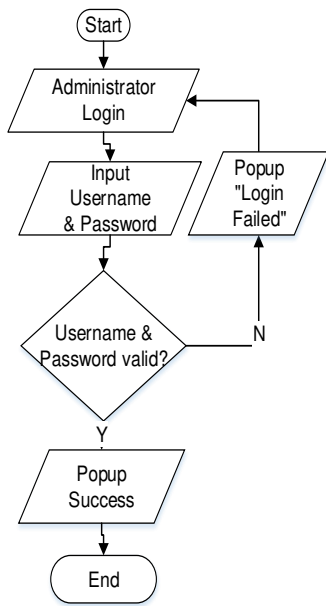 Start
Administrator
Login
Input
Username
& Password
Popup
"Login
Failed"
Username &
Password valid?
N
Y
Popup
Success
End